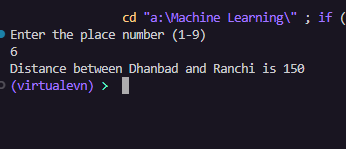 cd "a:\Machine Learning\" ; if (
Enter the place number (1-9)
6
Distance between Dhanbad and Ranchi is 150
(virtualevn) >